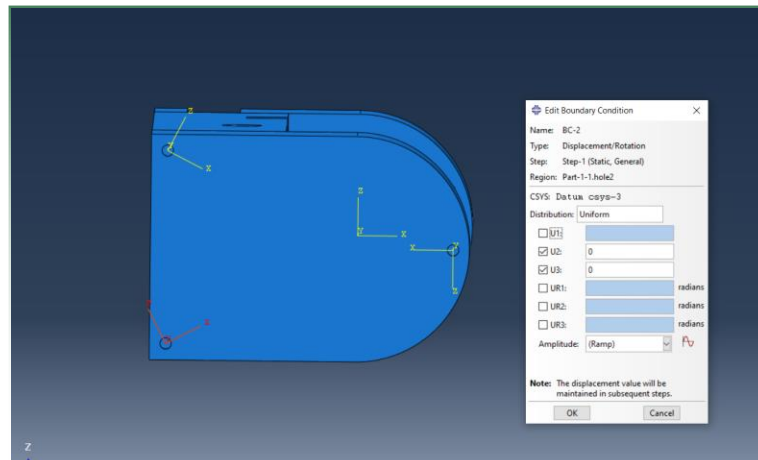 Edit Boundary Condition
Name: BC-2
Type: Displacement/Rotation
Step: Step-1 (Static, General)
Region: Part-1-1.hole2
CSYS: Datum csys-3
Distribution: Uniform
U1:
U2: 0
U3: 0
UR1: radians
UR2: radians
UR3: radians
Amplitude: (Ramp)
Note: The displacement value will be
maintained in subsequent steps.
OK Cancel
z
x
z
x
x
Y
z
Z